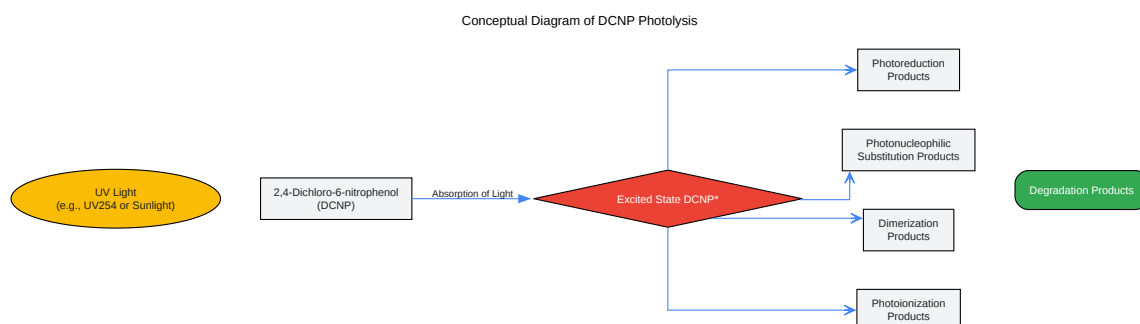 Conceptual Diagram of DCNP Photolysis
Photoreduction
Products
Photonucleophilic
Substitution Products
UV Light
(e.g., UV254 or Sunlight)
2,4-Dichloro-6-nitrophenol
(DCNP)
Absorption of Light
Excited State DCNP*
Degradation Products
Dimerization
Products
Photoionization
Products